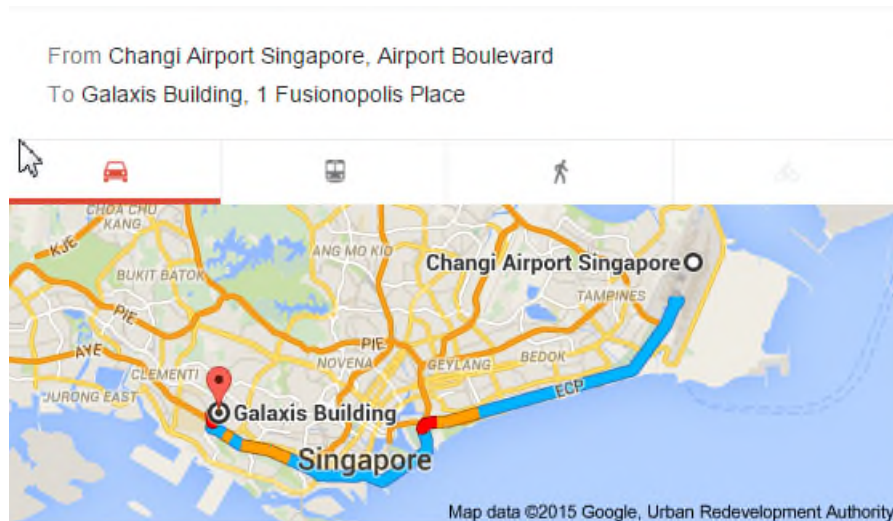 From Changi Airport Singapore, Airport Boulevard
To Galaxis Building, 1 Fusionopolis Place
CHOA CHU
KANG
KJE
ANG MO KIO
Changi Airport Singapore
BUKIT BATOK
TAMPINES
PIE
PIE
AYE
NOVENA
GEYLANG
BEDOK
CLEMENTI
ECP
JURONG EAST
Galaxis Building
Singapore
Map data ©2015 Google, Urban Redevelopment Authority